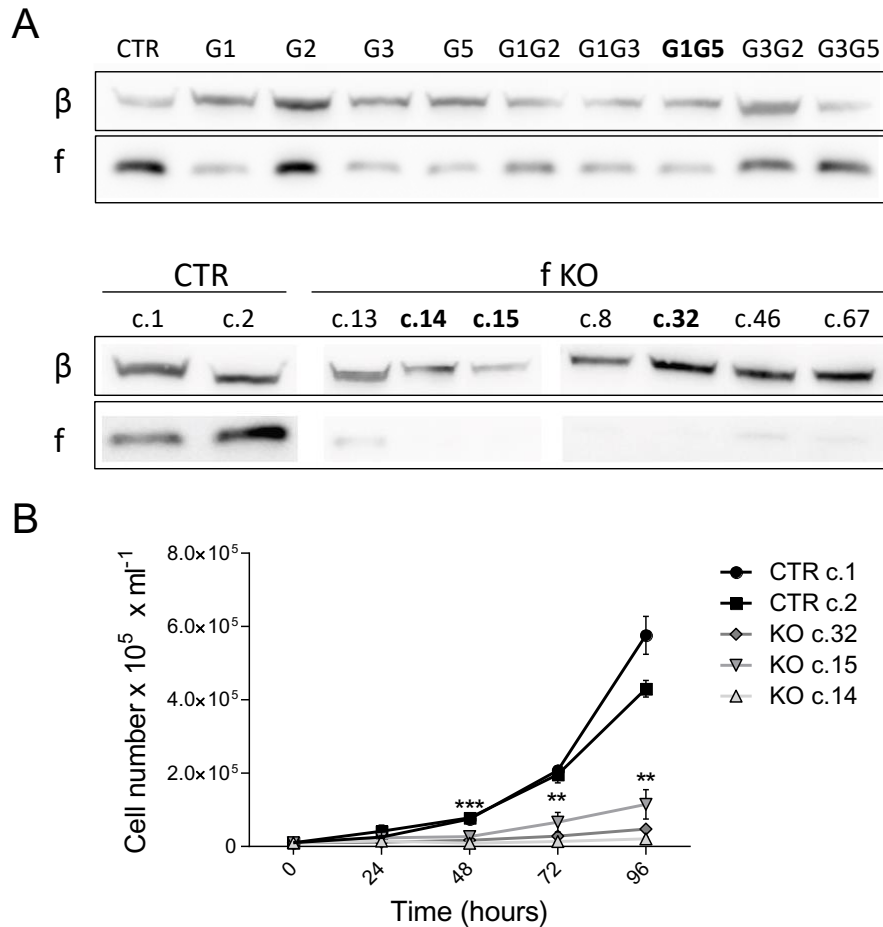 A
CTR G1 G2 G3 G5 G1G2 G1G3 G1G5 G3G2 G3G5
β
f
CTR f KO
c.1 c.2 c.13 c.14 c.15 c.8 c.32 c.46 c.67
β
f
B
Cell number x 10⁵ x ml⁻¹
8.0×10⁵
6.0×10⁵
4.0×10⁵
2.0×10⁵
0
*** ** **
0 24 48 72 96
Time (hours)
CTR c.1
CTR c.2
KO c.32
KO c.15
KO c.14